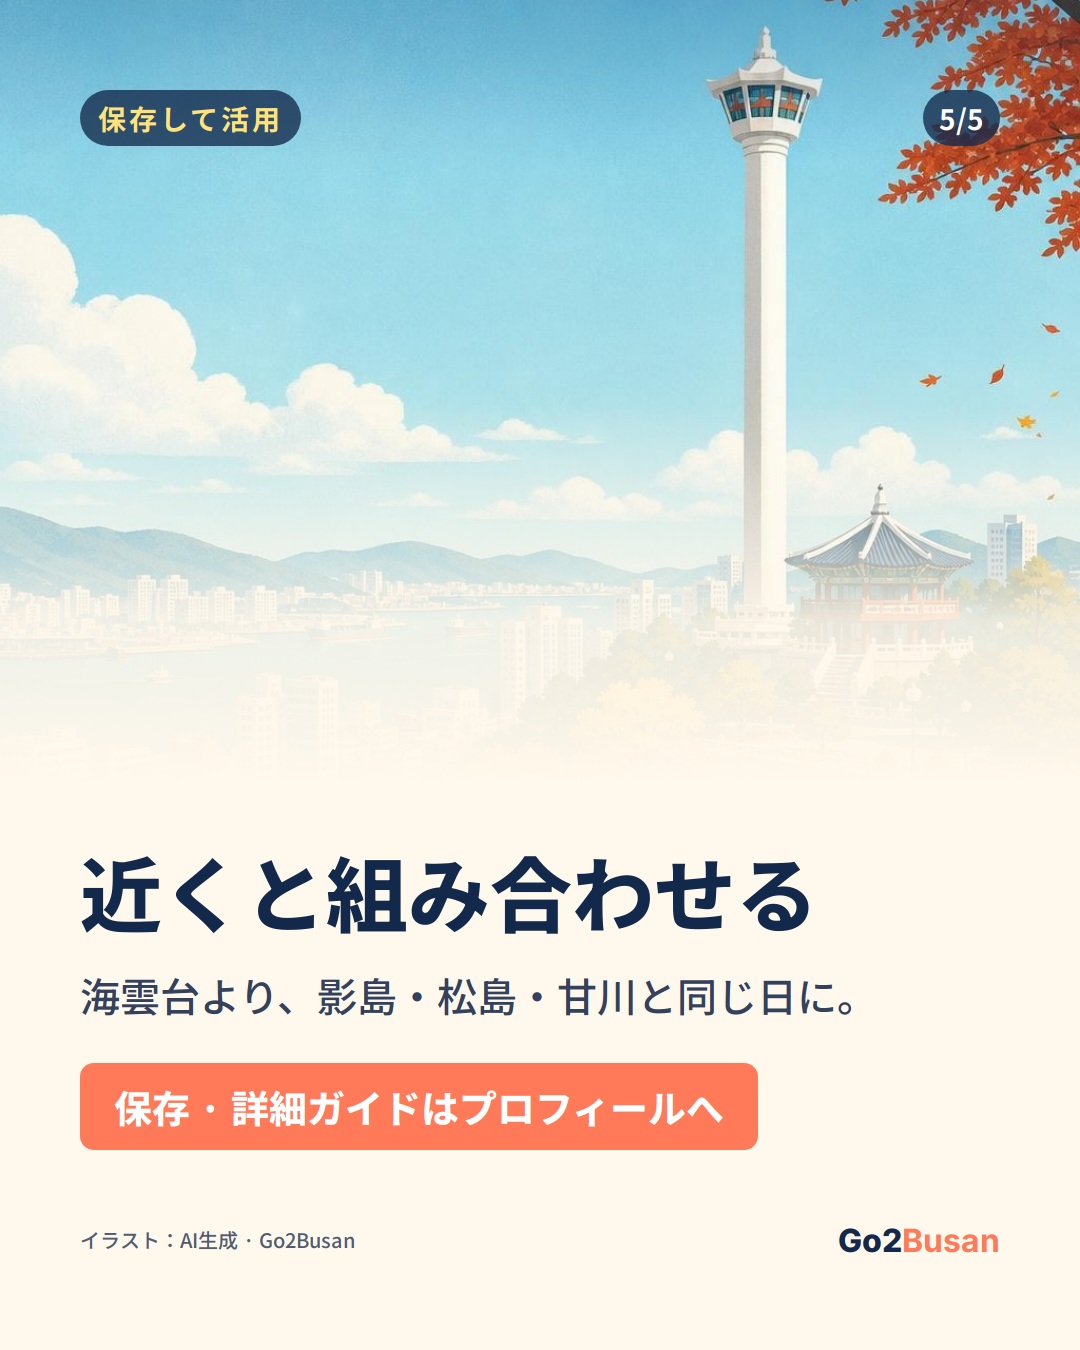 保存して活用
5/5
近くと組み合わせる
海雲台より、影島・松島・甘川と同じ日に。
保存・詳細ガイドはプロフィールへ
イラスト：AI生成 · Go2Busan
Go2Busan